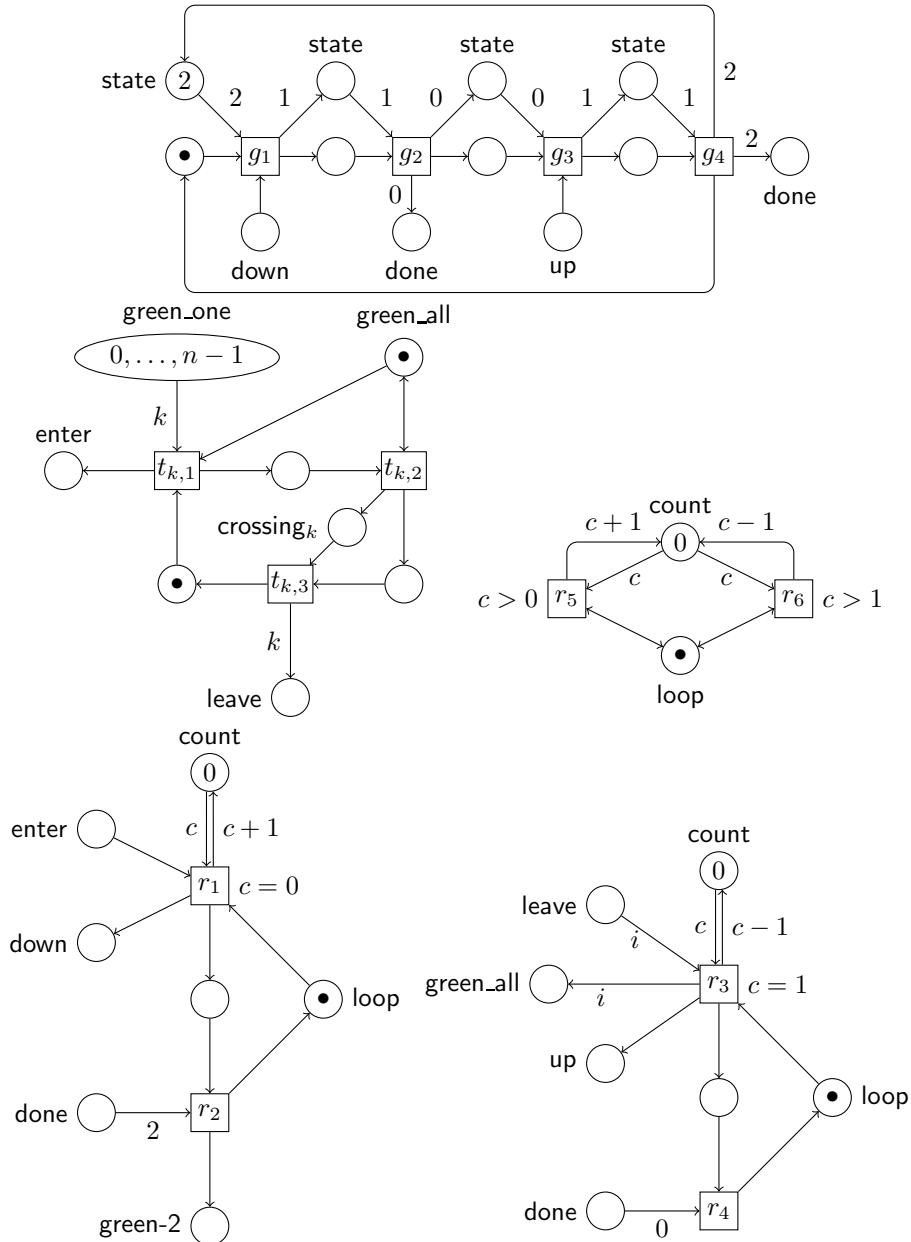 state state state
state 2 2 1 1 0 0 1 1 2
g1 g2 g3 g4 2
0 done
down done up
green_one green_all
0, . . . , n − 1
k
enter
tk,1 tk,2
crossingk
tk,3
k
leave
count
c + 1 c − 1
0
c c
c > 0 r5 r6 c > 1
loop
count
0
enter
c c + 1
r1 c = 0
down
loop
done r2
2
green-2
count
0
leave
c c − 1
i
green_all r3 c = 1
i
up
loop
done r4
0